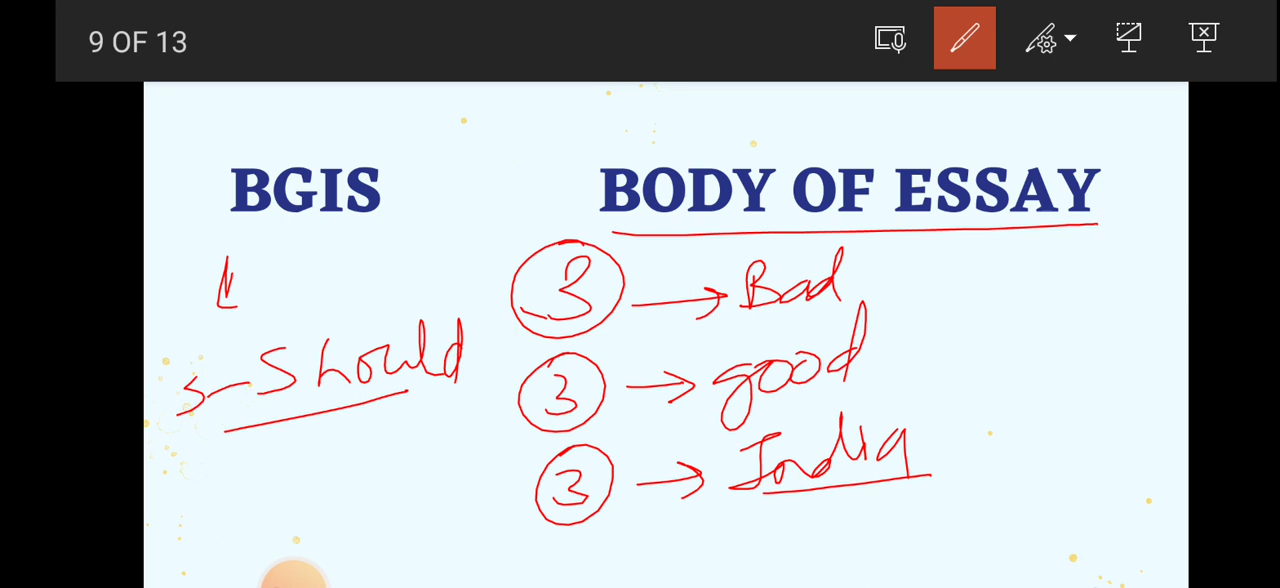 9 OF 13
BGIS BODY OF ESSAY
3 → Bad
S—Should
3 → good
3 → India